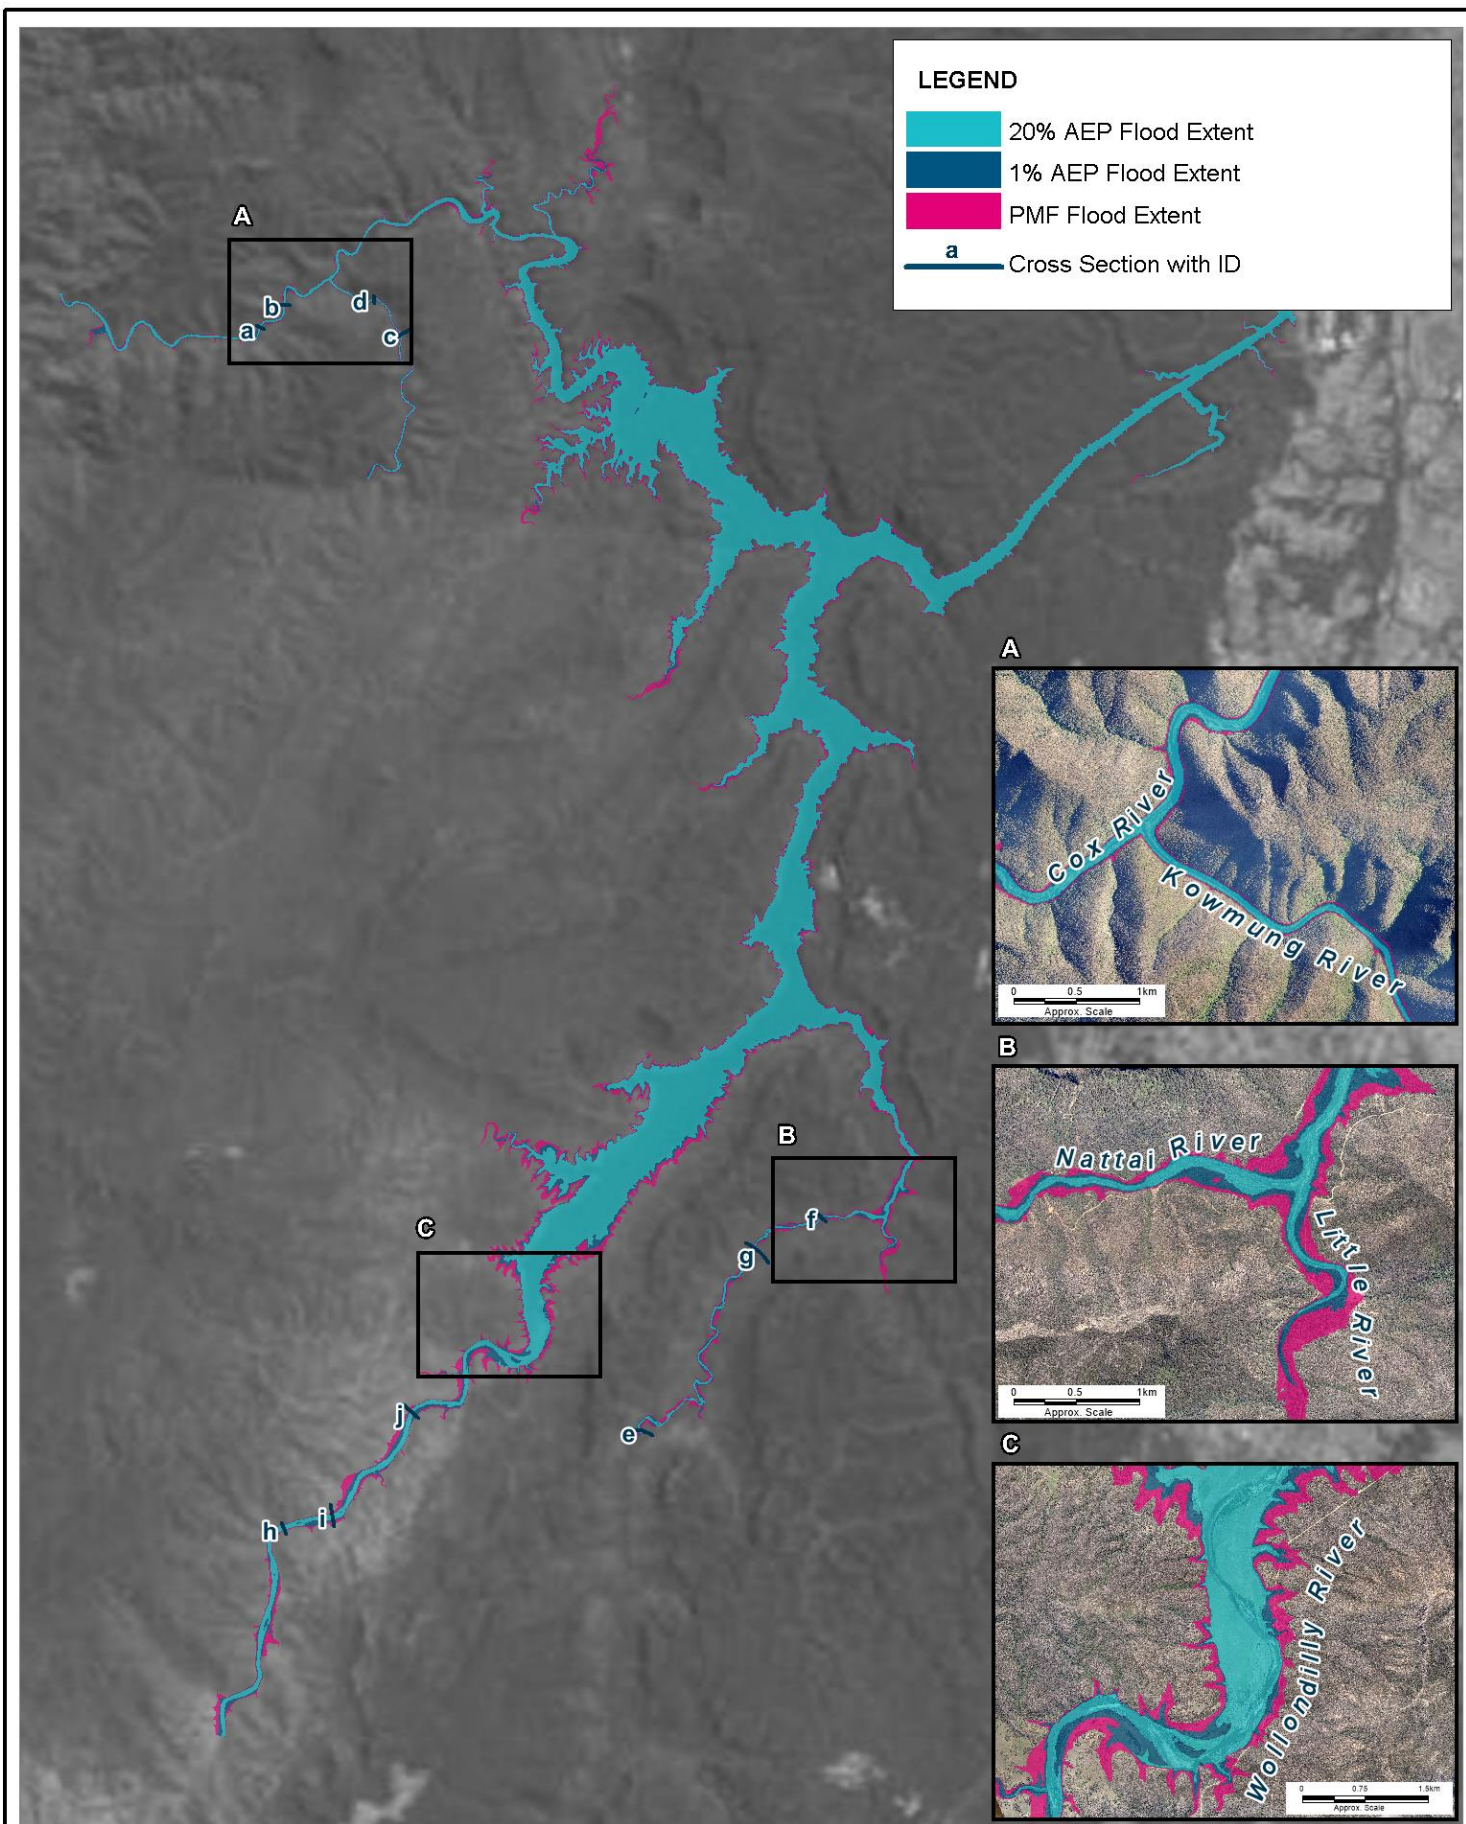 LEGEND
20% AEP Flood Extent
1% AEP Flood Extent
PMF Flood Extent
a
Cross Section with ID
A
b
d
a
c
A
Cox River
Kowmung River
0 0.5 1km
Approx. Scale
B
Nattai River
Little River
0 0.5 1km
Approx. Scale
B
f
g
C
e
j
i
h
C
Wollondilly River
0 0.75 1.5km
Approx. Scale